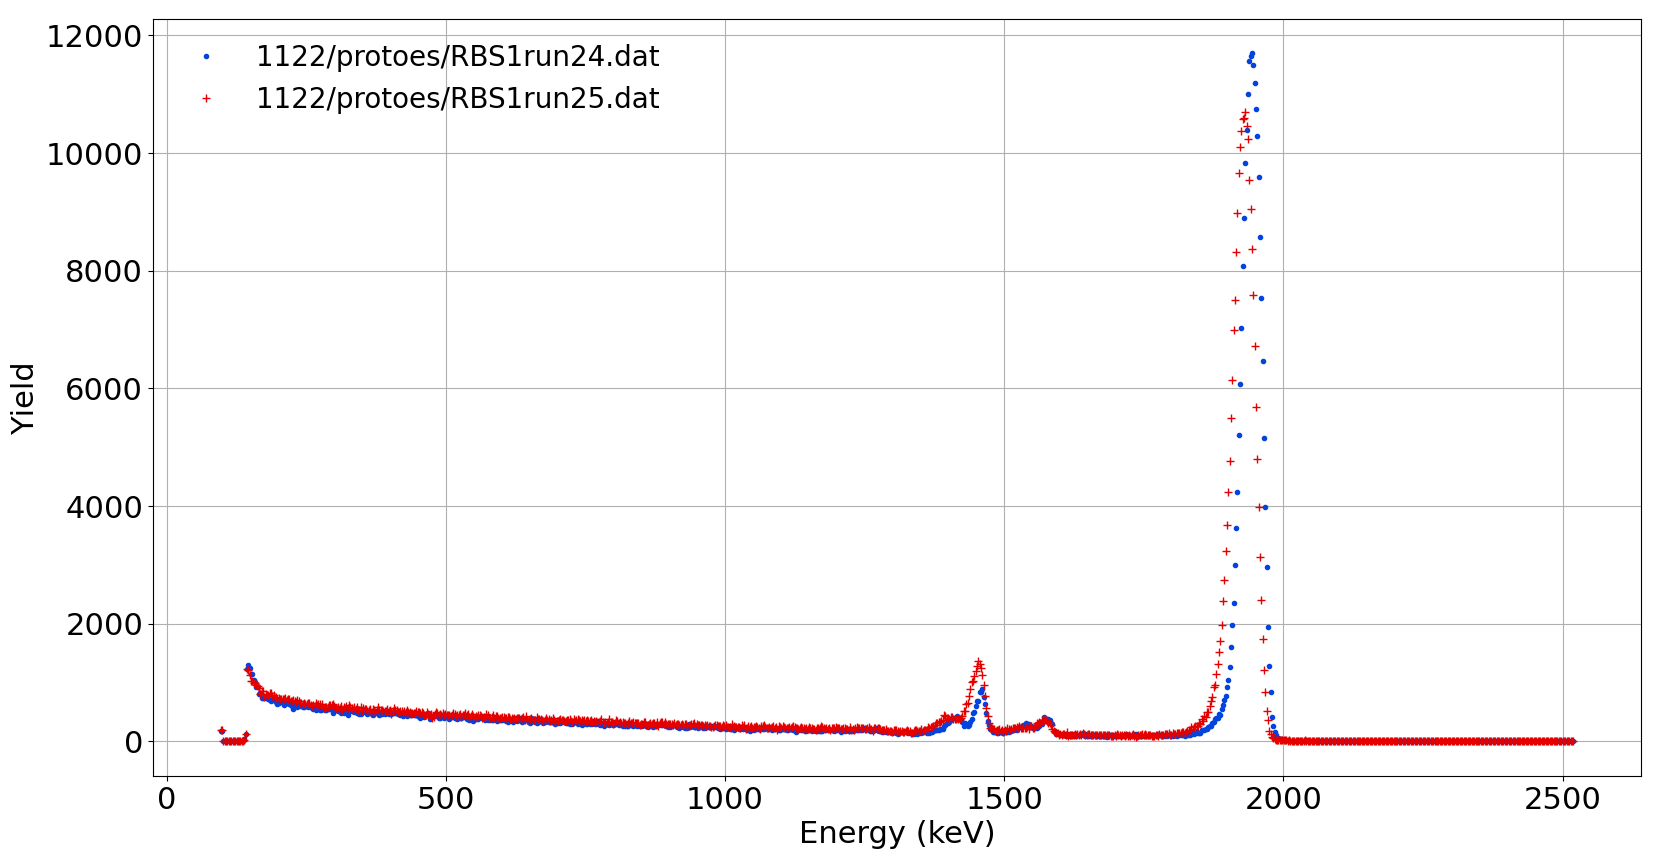 12000
10000
8000
6000
4000
2000
0
Yield
1122/protoes/RBS1run24.dat
1122/protoes/RBS1run25.dat
0 500 1000 1500 2000 2500
Energy (keV)